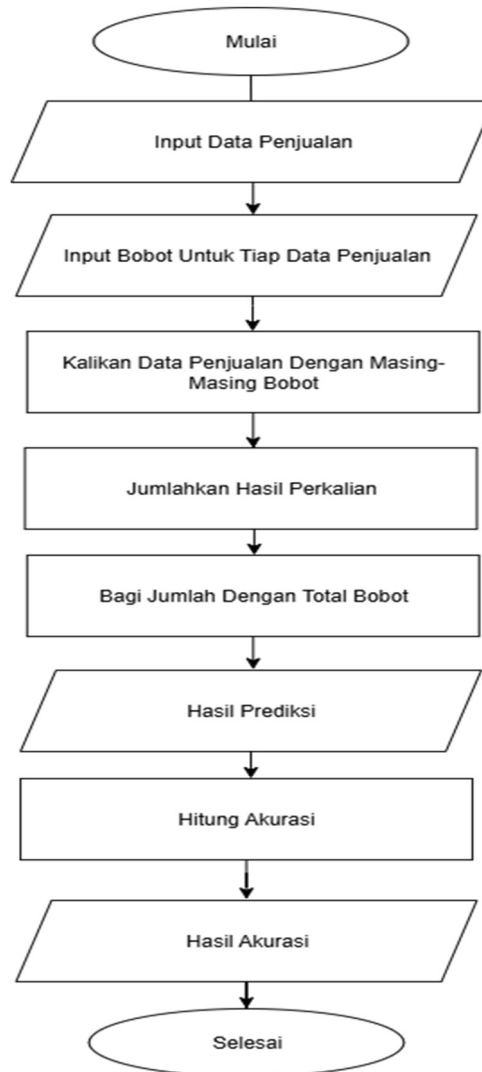 Mulai
Input Data Penjualan
Input Bobot Untuk Tiap Data Penjualan
Kalikan Data Penjualan Dengan Masing-
Masing Bobot
Jumlahkan Hasil Perkalian
Bagi Jumlah Dengan Total Bobot
Hasil Prediksi
Hitung Akurasi
Hasil Akurasi
Selesai